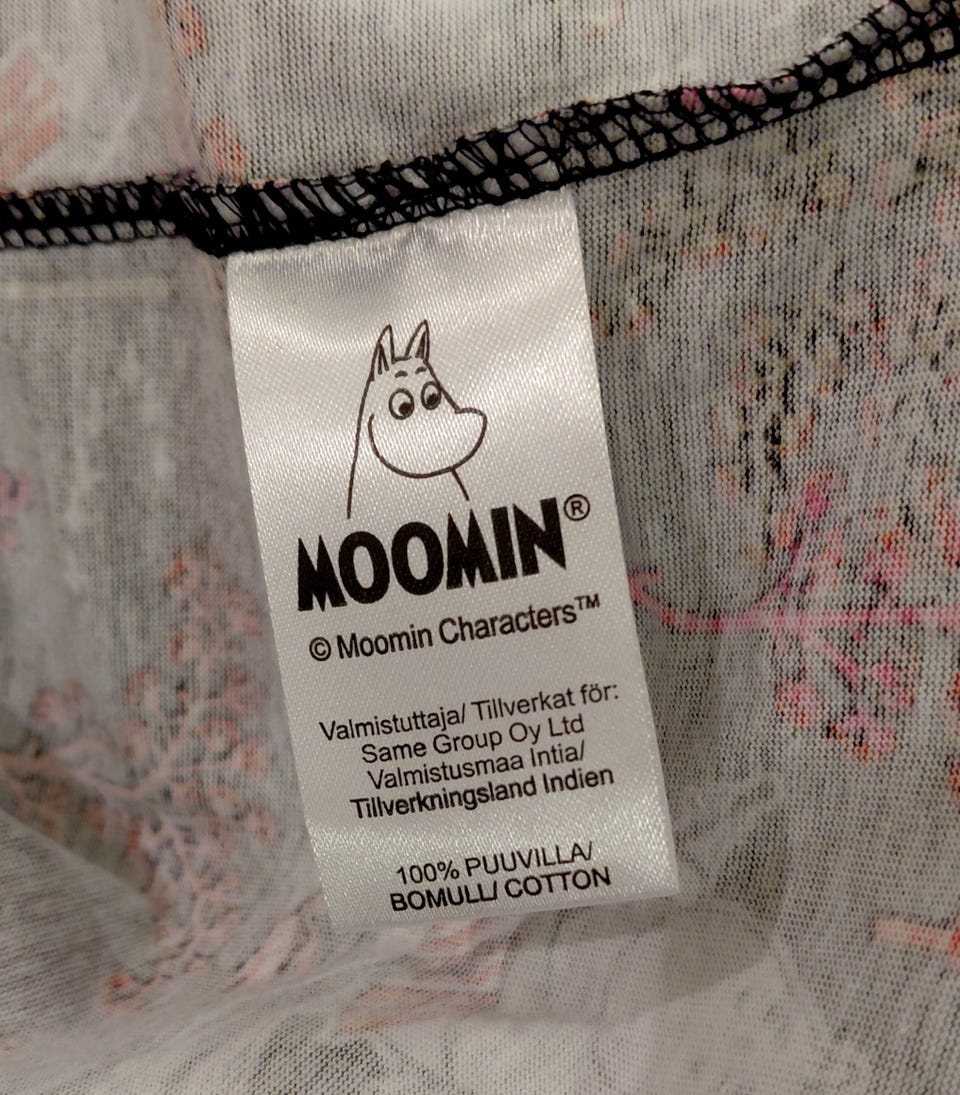 MOOMIN®
© Moomin Characters™
Valmistuttaja/ Tillverkat för:
Same Group Oy Ltd
Valmistusmaa Intia/
Tillverkningsland Indien
100% PUUVILLA/
BOMULL/ COTTON